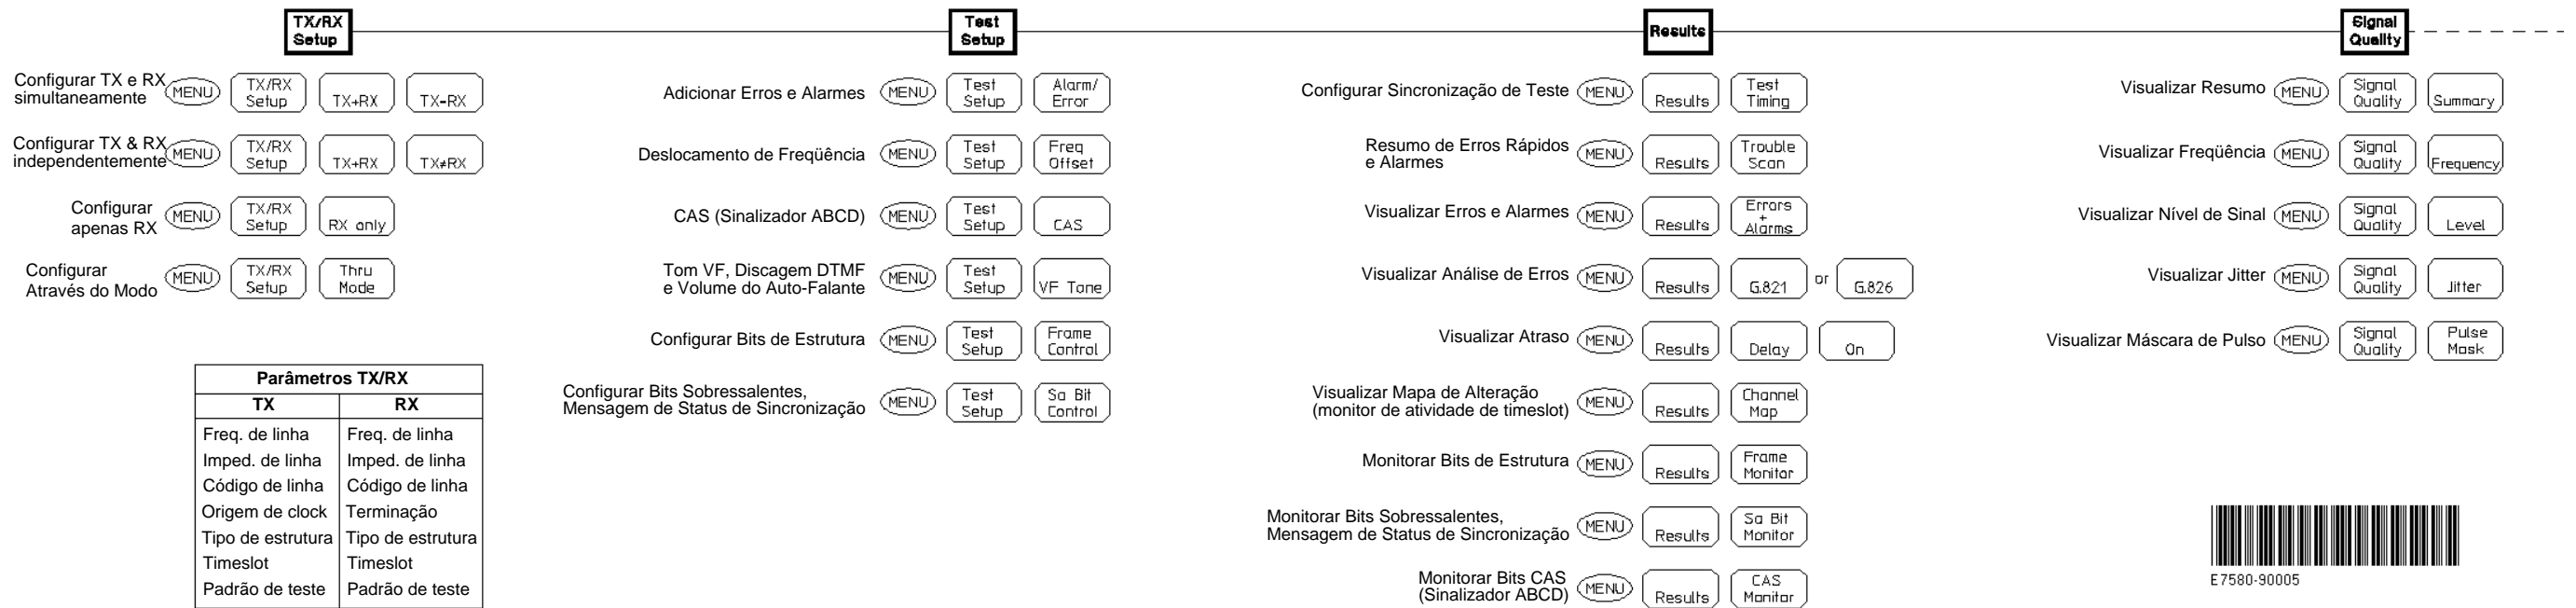 TX/RX
Setup
Configurar TX e RX
simultaneamente
MENU
TX/RX
Setup
TX+RX
TX=RX
Configurar TX & RX
independentemente
MENU
TX/RX
Setup
TX+RX
TX≠RX
Configurar
apenas RX
MENU
TX/RX
Setup
RX only
Configurar
Através do Modo
MENU
TX/RX
Setup
Thru
Mode
Parâmetros TX/RX
TX RX
Freq. de linha Freq. de linha
Imped. de linha Imped. de linha
Código de linha Código de linha
Origem de clock Terminação
Tipo de estrutura Tipo de estrutura
Timeslot Timeslot
Padrão de teste Padrão de teste
Test
Setup
Adicionar Erros e Alarmes
MENU
Test
Setup
Alarm/
Error
Deslocamento de Freqüência
MENU
Test
Setup
Freq
Offset
CAS (Sinalizador ABCD)
MENU
Test
Setup
CAS
Tom VF, Discagem DTMF
e Volume do Auto-Falante
MENU
Test
Setup
VF Tone
Configurar Bits de Estrutura
MENU
Test
Setup
Frame
Control
Configurar Bits Sobressalentes,
Mensagem de Status de Sincronização
MENU
Test
Setup
Sa Bit
Control
Results
Configurar Sincronização de Teste
MENU
Results
Test
Timing
Resumo de Erros Rápidos
e Alarmes
MENU
Results
Trouble
Scan
Visualizar Erros e Alarmes
MENU
Results
Errors
+
Alarms
Visualizar Análise de Erros
MENU
Results
G.821
or
G.826
Visualizar Atraso
MENU
Results
Delay
On
Visualizar Mapa de Alteração
(monitor de atividade de timeslot)
MENU
Results
Channel
Map
Monitorar Bits de Estrutura
MENU
Results
Frame
Monitor
Monitorar Bits Sobressalentes,
Mensagem de Status de Sincronização
MENU
Results
Sa Bit
Monitor
Monitorar Bits CAS
(Sinalizador ABCD)
MENU
Results
CAS
Monitor
Signal
Quality
Visualizar Resumo
MENU
Signal
Quality
Summary
Visualizar Freqüência
MENU
Signal
Quality
Frequency
Visualizar Nível de Sinal
MENU
Signal
Quality
Level
Visualizar Jitter
MENU
Signal
Quality
Jitter
Visualizar Máscara de Pulso
MENU
Signal
Quality
Pulse
Mask
E7580-90005